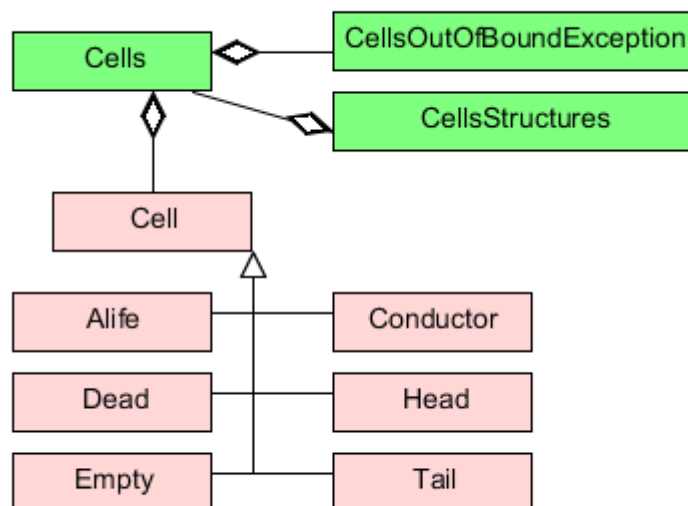 Cells
CellsOutOfBoundException
CellsStructures
Cell
Alife
Conductor
Dead
Head
Empty
Tail